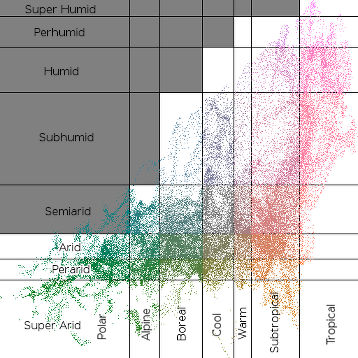 Super Humid
Perhumid
Humid
Subhumid
Semiarid
Arid
Perarid
Super Arid
Polar
Alpine
Boreal
Cool
Warm
Subtropical
Tropical